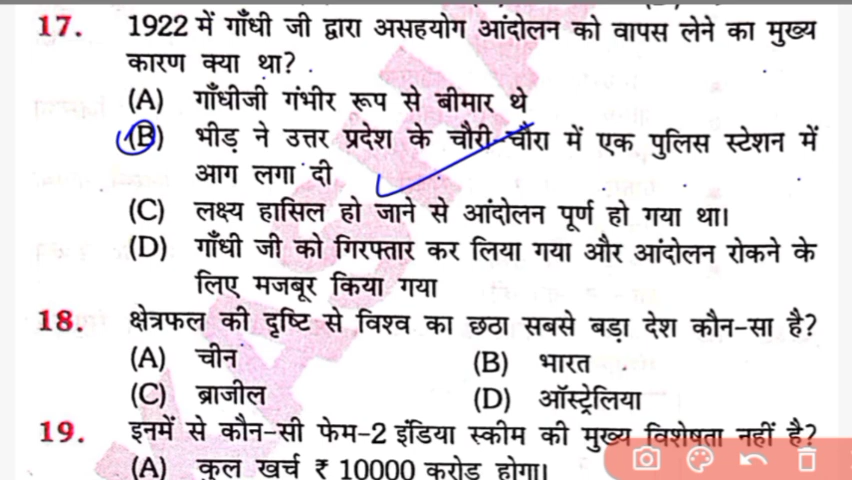 17. 1922 में गाँधी जी द्वारा असहयोग आंदोलन को वापस लेने का मुख्य
कारण क्या था?
(A) गाँधीजी गंभीर रूप से बीमार थे
(B) भीड़ ने उत्तर प्रदेश के चौरी-चौरा में एक पुलिस स्टेशन में
आग लगा दी
(C) लक्ष्य हासिल हो जाने से आंदोलन पूर्ण हो गया था।
(D) गाँधी जी को गिरफ्तार कर लिया गया और आंदोलन रोकने के
लिए मजबूर किया गया
18. क्षेत्रफल की दृष्टि से विश्व का छठा सबसे बड़ा देश कौन-सा है?
(A) चीन (B) भारत
(C) ब्राजील (D) ऑस्ट्रेलिया
19. इनमें से कौन-सी फेम-2 इंडिया स्कीम की मुख्य विशेषता नहीं है?
(A) कुल खर्च ₹ 10000 करोड़ होगा।